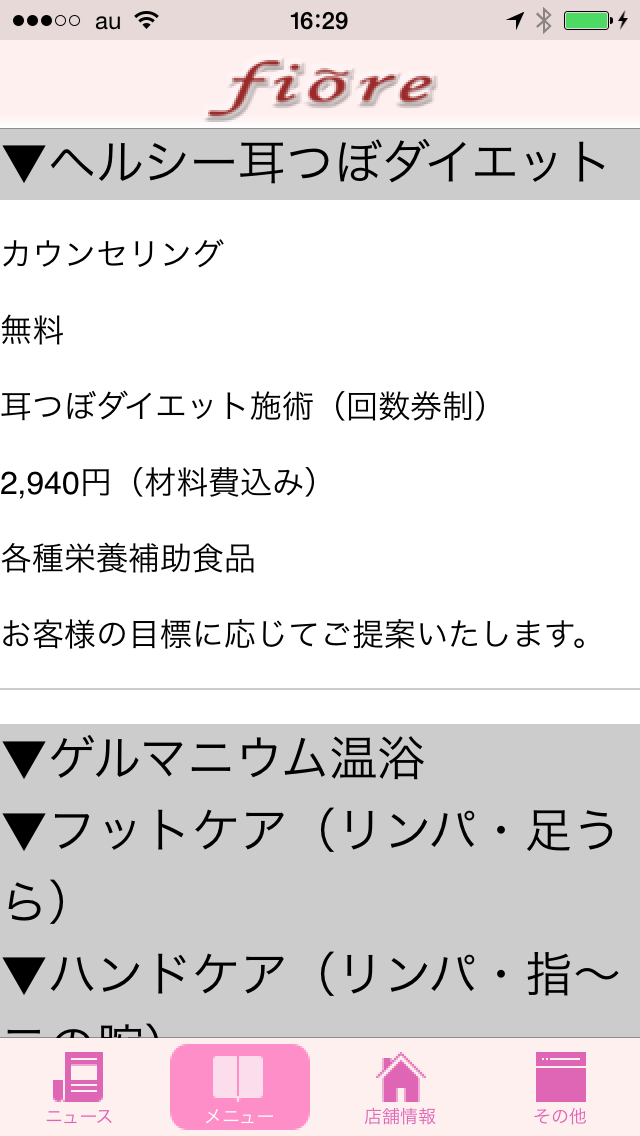 au 16:29
fiore
▼ヘルシー耳つぼダイエット
カウンセリング
無料
耳つぼダイエット施術（回数券制）
2,940円（材料費込み）
各種栄養補助食品
お客様の目標に応じてご提案いたします。
▼ゲルマニウム温浴
▼フットケア（リンパ・足う
ら）
▼ハンドケア（リンパ・指～
ニュース メニュー 店舗情報 その他